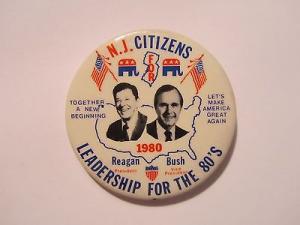 N.J. CITIZENS
FOR
TOGETHER
A NEW
BEGINNING
LET'S
MAKE
AMERICA
GREAT
AGAIN
1980
Reagan
President
Bush
Vice
President
LEADERSHIP FOR THE 80'S